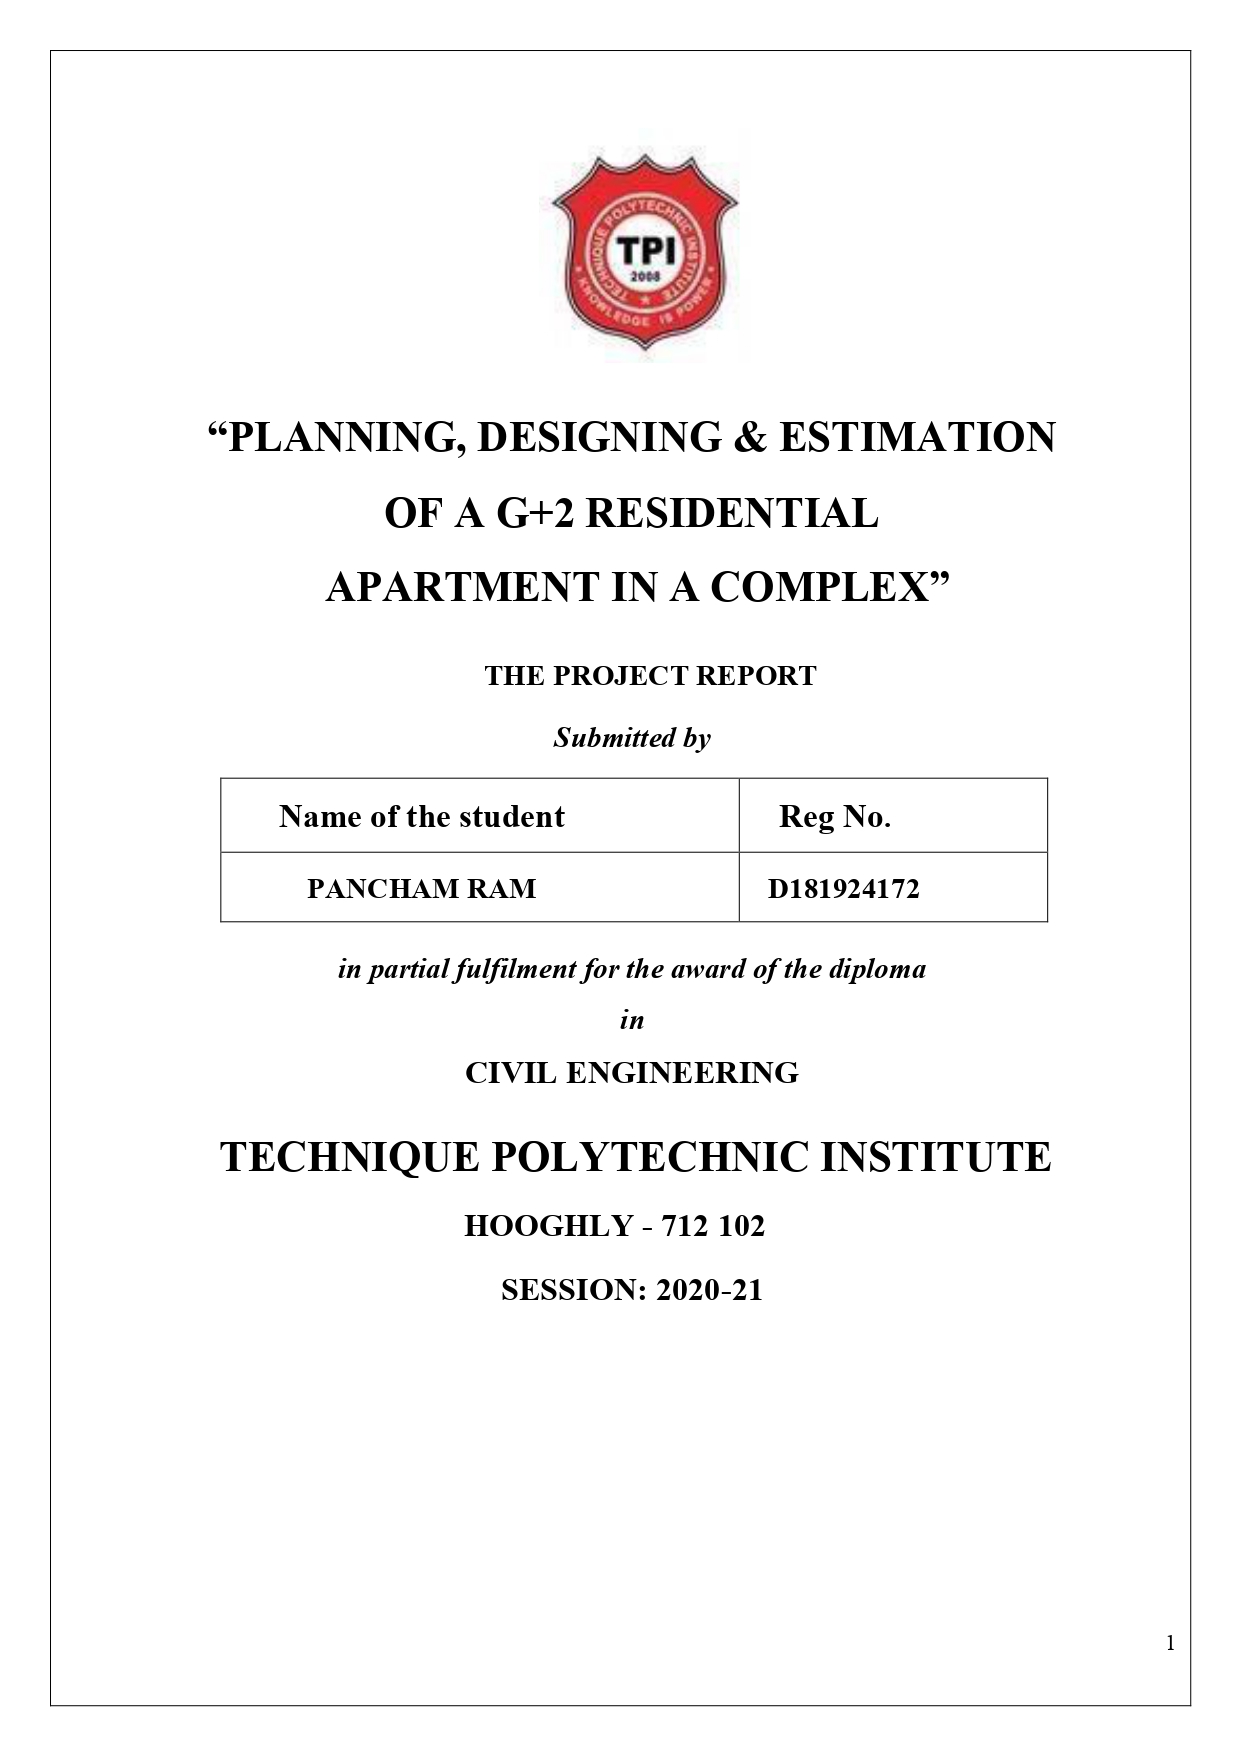 TECHNIQUE POLYTECHNIC INSTITUTE
TPI
2008
KNOWLEDGE IS POWER
“PLANNING, DESIGNING & ESTIMATION
OF A G+2 RESIDENTIAL
APARTMENT IN A COMPLEX”
THE PROJECT REPORT
Submitted by
Name of the student Reg No.
PANCHAM RAM D181924172
in partial fulfilment for the award of the diploma
in
CIVIL ENGINEERING
TECHNIQUE POLYTECHNIC INSTITUTE
HOOGHLY - 712 102
SESSION: 2020-21
1